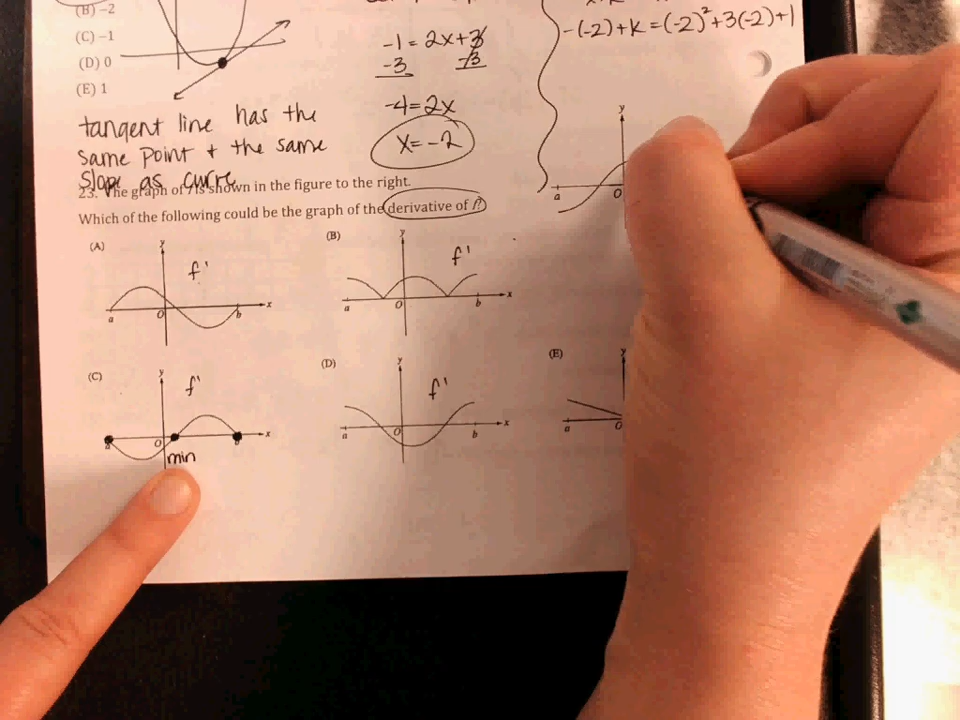 (B) -2
(C) -1
(D) 0
(E) 1
-1 = 2x+3
-3 -3
-4=2x
x= -2
-(-2)+k=(-2)²+3(-2)+1
tangent line has the
same point + the same
slope as curve
23. The graph of f is shown in the figure to the right.
Which of the following could be the graph of the derivative of f?
y
a
O
(A)
y
f'
a
O
b
x
(B)
y
f'
a
O
b
x
(C)
y
f'
a
O
x
min
(D)
y
f'
a
O
b
x
(E)
y
a
O